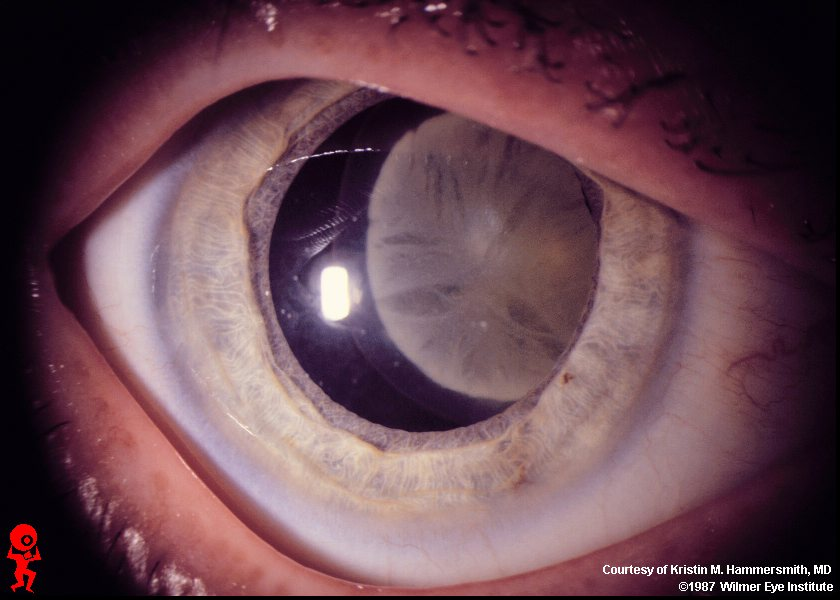 Courtesy of Kristin M. Hammersmith, MD
©1987 Wilmer Eye Institute